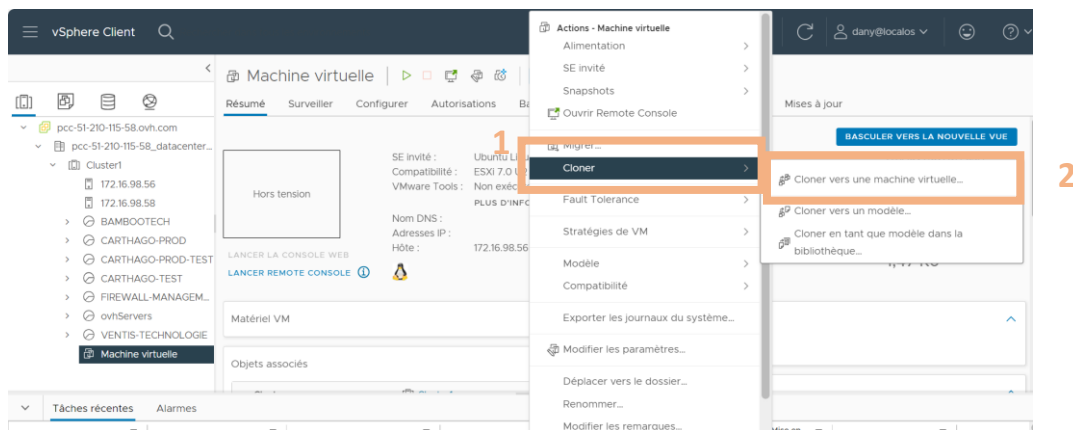 vSphere Client
dany@localos
Machine virtuelle
Résumé Surveiller Configurer Autorisations
Mises à jour
pcc-51-210-115-58.ovh.com
pcc-51-210-115-58_datacenter...
Cluster1
172.16.98.56
172.16.98.58
BAMBOOTECH
CARTHAGO-PROD
CARTHAGO-PROD-TEST
CARTHAGO-TEST
FIREWALL-MANAGEM...
ovhServers
VENTIS-TECHNOLOGIE
Machine virtuelle
Hors tension
LANCER LA CONSOLE WEB
LANCER REMOTE CONSOLE
SE invité : Ubuntu
Compatibilité : ESXi 7.0
VMware Tools : Non
PLUS D'INFO
Nom DNS :
Adresses IP :
Hôte : 172.16.98.56
BASCULER VERS LA NOUVELLE VUE
Matériel VM
Objets associés
Actions - Machine virtuelle
Alimentation
SE invité
Snapshots
Ouvrir Remote Console
Migrer...
1
Cloner
Fault Tolerance
Stratégies de VM
Modèle
Compatibilité
Exporter les journaux du système...
Modifier les paramètres...
Déplacer vers le dossier...
Renommer...
Modifier les remarques...
Cloner vers une machine virtuelle...
2
Cloner vers un modèle...
Cloner en tant que modèle dans la
bibliothèque...
Tâches récentes Alarmes